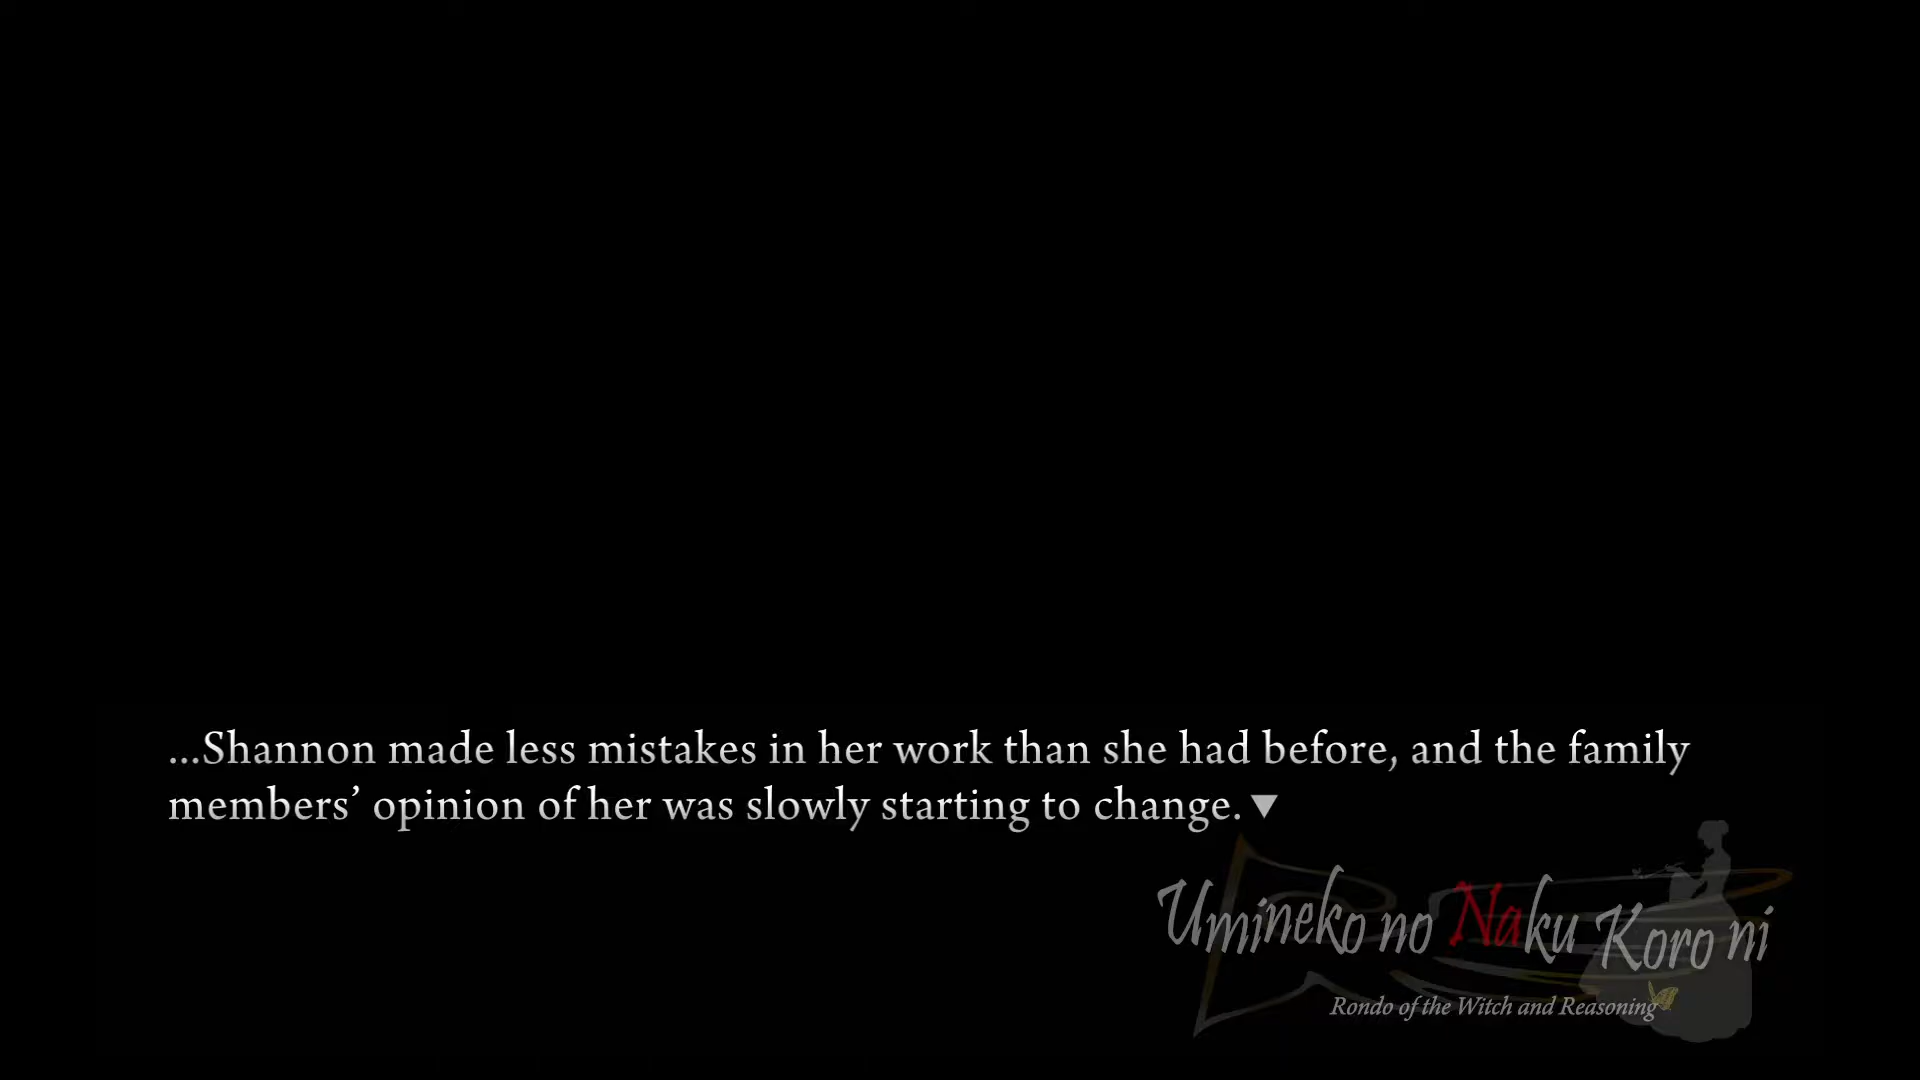 ...Shannon made less mistakes in her work than she had before, and the family
members’ opinion of her was slowly starting to change.
Umineko no Naku Koro ni
Rondo of the Witch and Reasoning